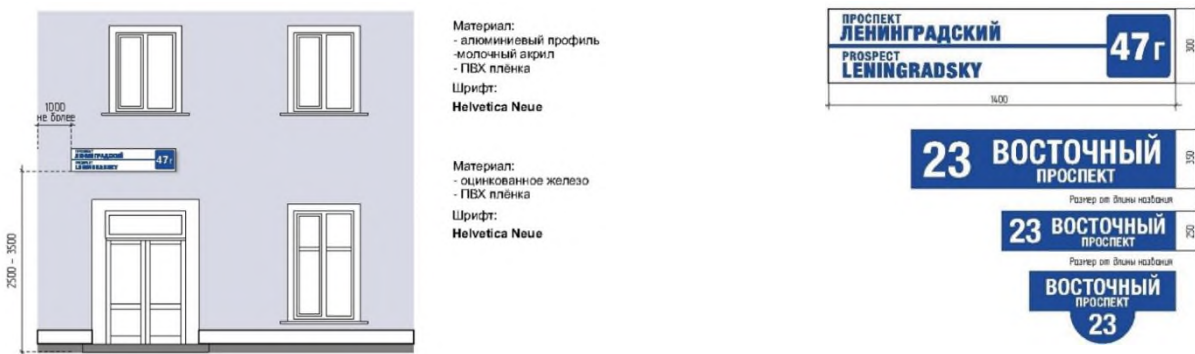 1000
не более
ПРОСПЕКТ
ЛЕНИНГРАДСКИЙ
PROSPECT
LENINGRADSKY
47г
2500 - 3500
Материал:
- алюминиевый профиль
-молочный акрил
- ПВХ плёнка
Шрифт:
Helvetica Neue
Материал:
- оцинкованное железо
- ПВХ плёнка
Шрифт:
Helvetica Neue
ПРОСПЕКТ
ЛЕНИНГРАДСКИЙ
PROSPECT
LENINGRADSKY
47г
300
1400
23 ВОСТОЧНЫЙ
ПРОСПЕКТ
350
Размер от длины названия
23 ВОСТОЧНЫЙ
ПРОСПЕКТ
250
Размер от длины названия
ВОСТОЧНЫЙ
ПРОСПЕКТ
23